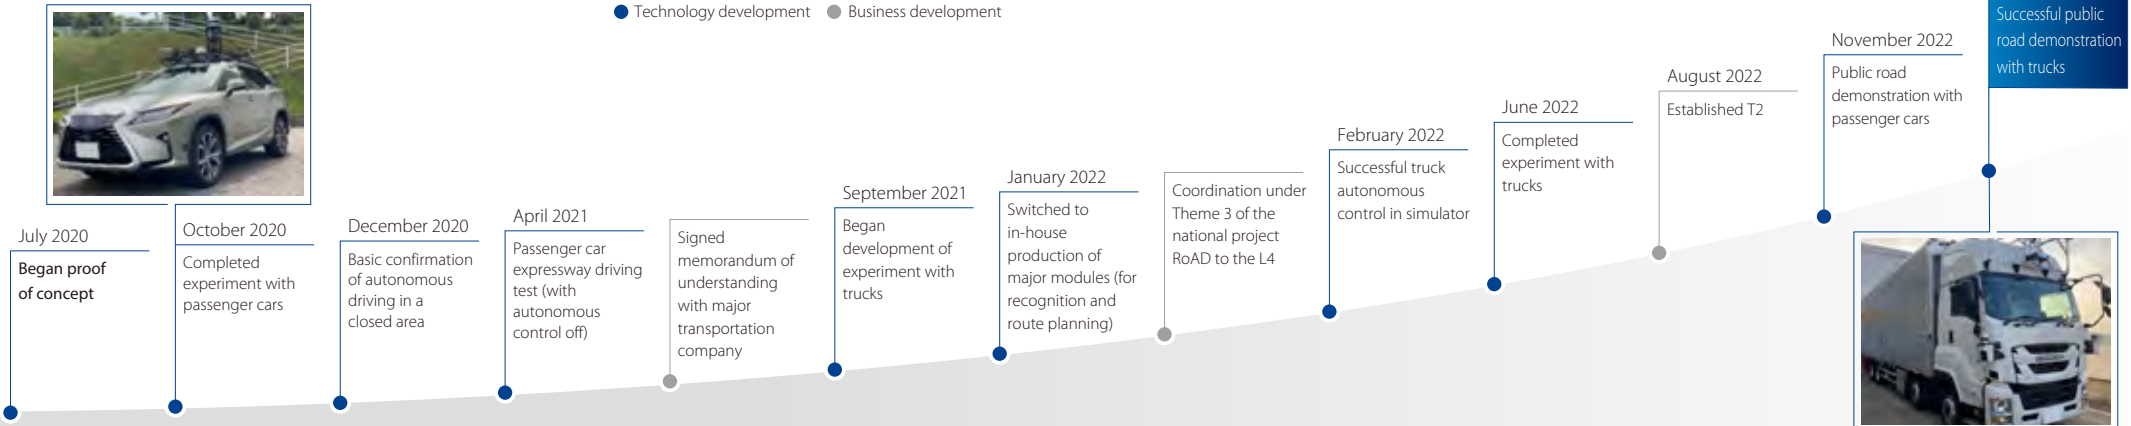 Technology development
Business development
July 2020
Began proof
of concept
October 2020
Completed
experiment with
passenger cars
December 2020
Basic confirmation
of autonomous
driving in a
closed area
April 2021
Passenger car
expressway driving
test (with
autonomous
control off)
Signed
memorandum of
understanding
with major
transportation
company
September 2021
Began
development of
experiment with
trucks
January 2022
Switched to
in-house
production of
major modules (for
recognition and
route planning)
Coordination under
Theme 3 of the
national project
RoAD to the L4
February 2022
Successful truck
autonomous
control in simulator
June 2022
Completed
experiment with
trucks
August 2022
Established T2
November 2022
Public road
demonstration with
passenger cars
Successful public
road demonstration
with trucks